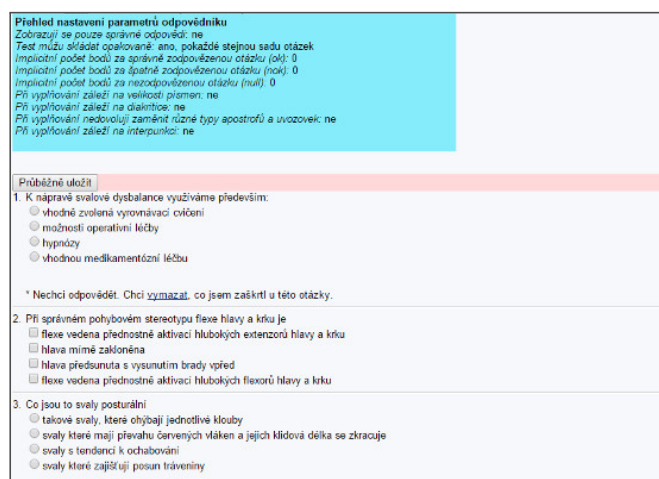 Přehled nastavení parametrů odpovědníku
Zobrazují se pouze správné odpovědi: ne
Test můžu skládat opakovaně: ano, pokaždé stejnou sadu otázek
Implicitní počet bodů za správně zodpovězenou otázku (ok): 0
Implicitní počet bodů za špatně zodpovězenou otázku (nok): 0
Implicitní počet bodů za nezodpovězenou otázku (null): 0
Při vyplňování záleží na velikosti písmen: ne
Při vyplňování záleží na diakritice: ne
Při vyplňování nedovoluji zaměnit různé typy apostrofů a uvozovek: ne
Při vyplňování záleží na interpunkci: ne
Průběžně uložit
1. K nápravě svalové dysbalance využíváme především:
vhodně zvolená vyrovnávací cvičení
možnosti operativní léčby
hypnózy
vhodnou medikamentózní léčbu
* Nechci odpovědět. Chci vymazat, co jsem zaškrtl u této otázky.
2. Při správném pohybovém stereotypu flexe hlavy a krku je
flexe vedena přednostně aktivací hlubokých extenzorů hlavy a krku
hlava mírně zakloněna
hlava předsunuta s vysunutím brady vpřed
flexe vedena přednostně aktivací hlubokých flexorů hlavy a krku
3. Co jsou to svaly posturální
takové svaly, které ohýbají jednotlivé klouby
svaly které mají převahu červených vláken a jejich klidová délka se zkracuje
svaly s tendencí k ochabování
svaly které zajišťují posun tráveniny